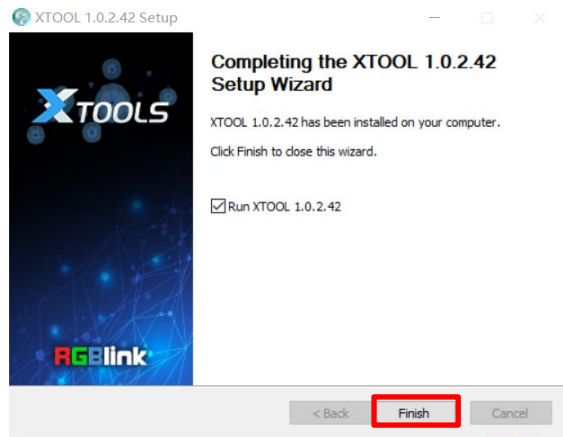 XTOOL 1.0.2.42 Setup
XTOOLS
Completing the XTOOL 1.0.2.42
Setup Wizard
XTOOL 1.0.2.42 has been installed on your computer.
Click Finish to close this wizard.
Run XTOOL 1.0.2.42
RGBlink
< Back Finish Cancel